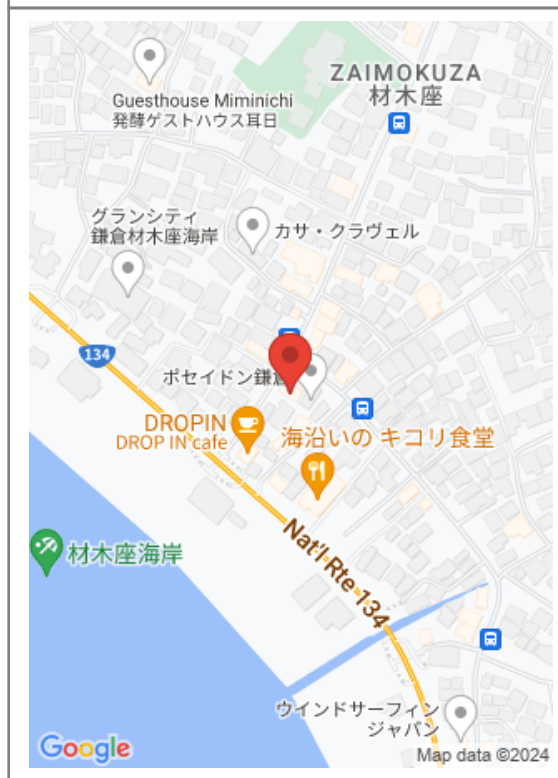 ZAIMOKUZA
材木座
Guesthouse Miminichi
発酵ゲストハウス耳日
グランシティ
鎌倉材木座海岸
カサ・クラヴェル
134
ポセイドン鎌倉
DROPIN
DROP IN cafe
海沿いの キコリ食堂
Nat'l Rte 134
材木座海岸
ウインドサーフィン
ジャパン
Google
Map data ©2024